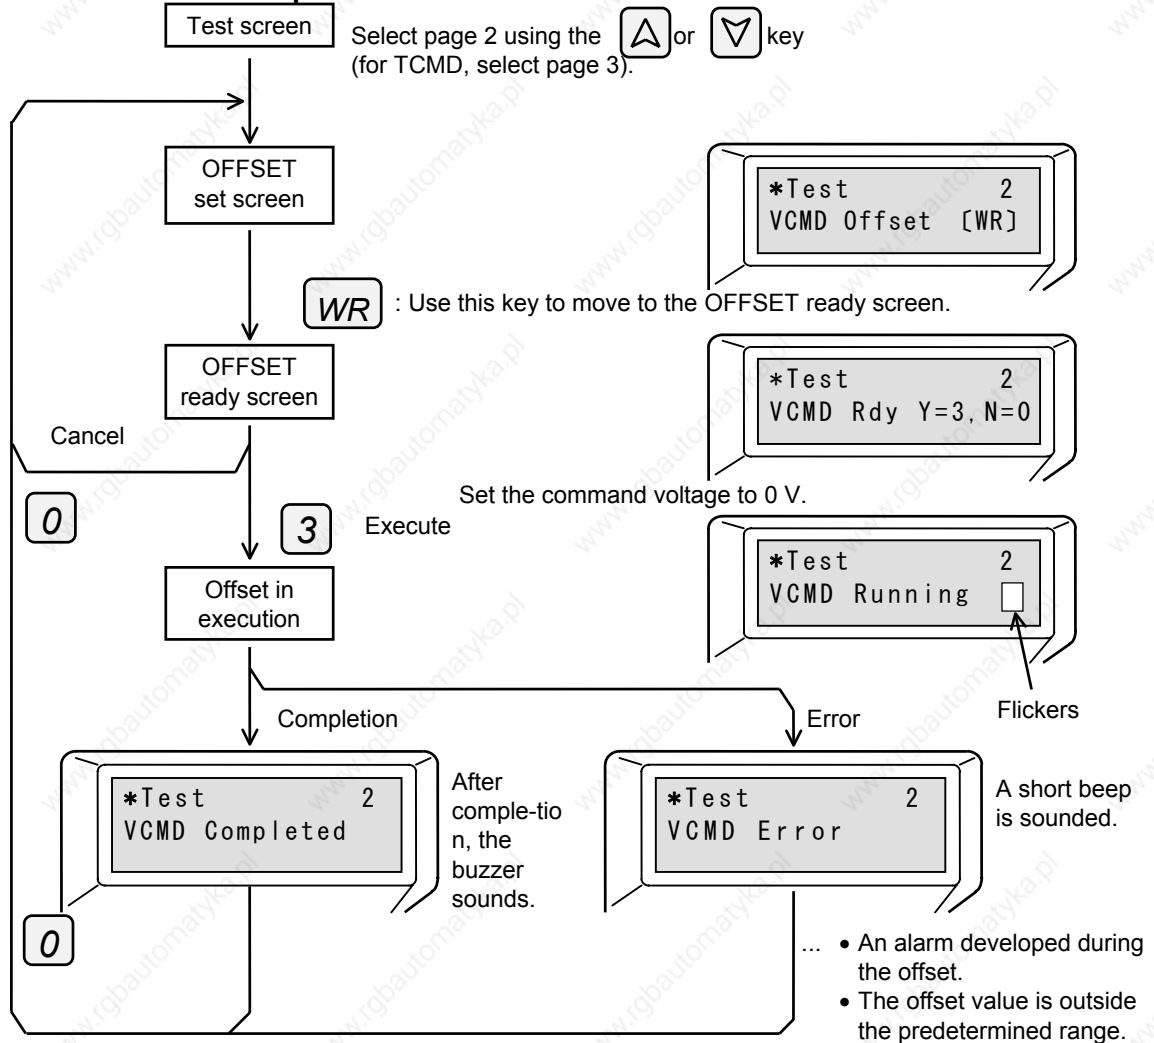 Test screen
Select page 2 using the
or
key
(for TCMD, select page 3).
OFFSET
set screen
*Test 2
VCMD Offset [WR]
WR
: Use this key to move to the OFFSET ready screen.
OFFSET
ready screen
*Test 2
VCMD Rdy Y=3,N=0
Cancel
Set the command voltage to 0 V.
0
3
Execute
*Test 2
VCMD Running
Offset in
execution
Flickers
Completion
Error
*Test 2
VCMD Completed
After
comple-tio
n, the
buzzer
sounds.
*Test 2
VCMD Error
A short beep
is sounded.
0
... • An alarm developed during
the offset.
• The offset value is outside
the predetermined range.
www.rgbautomatyka.pl